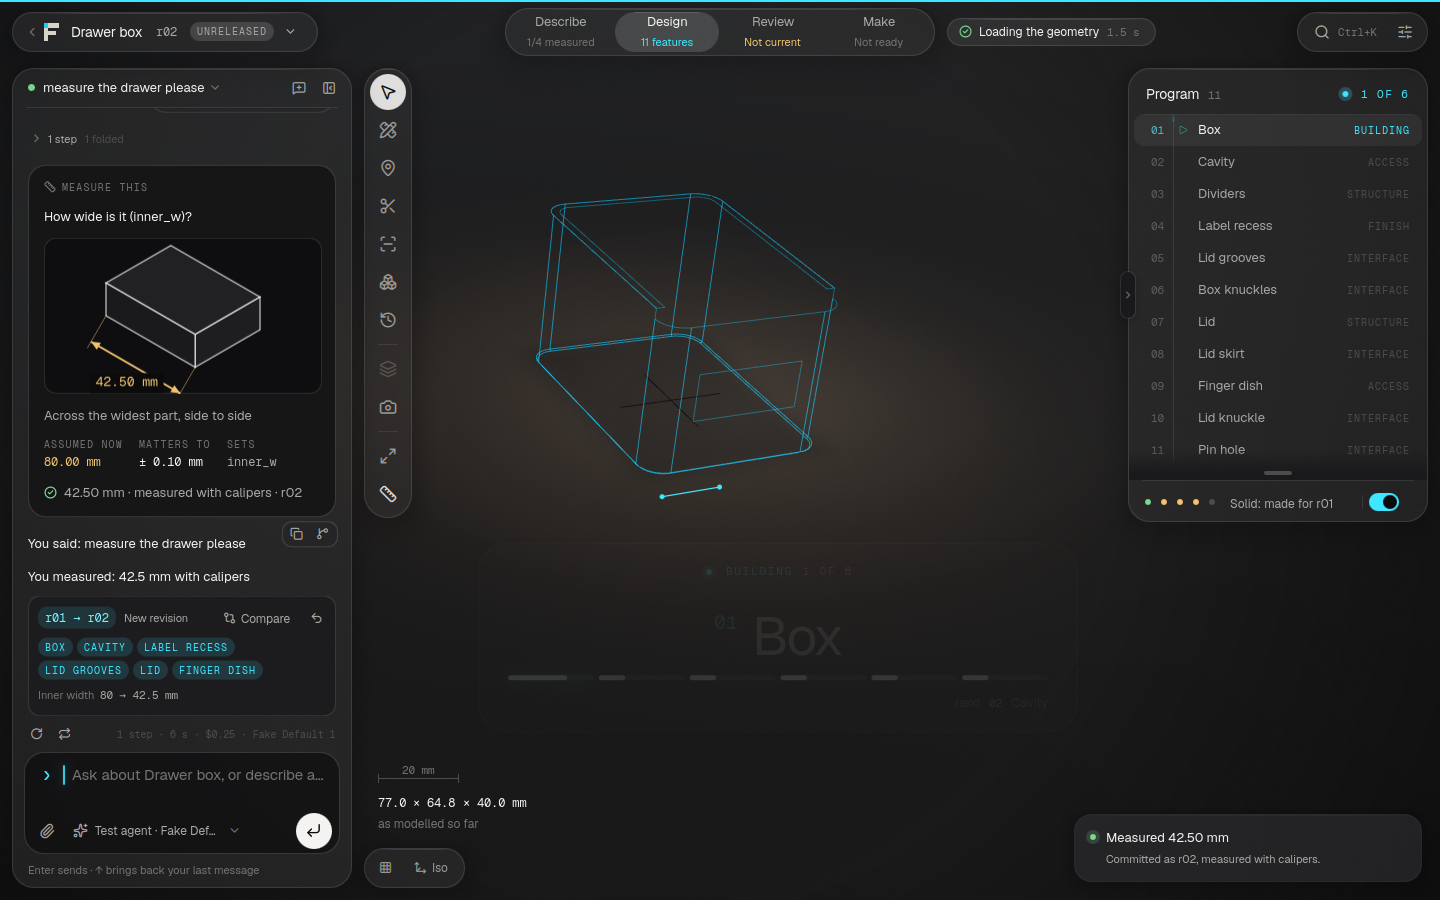 Drawer box r02 UNRELEASED
Describe
1/4 measured
Design
11 features
Review
Not current
Make
Not ready
Loading the geometry 1.5 s
Ctrl+K
measure the drawer please
1 step 1 folded
MEASURE THIS
How wide is it (inner_w)?
42.50 mm
Across the widest part, side to side
ASSUMED NOW MATTERS TO SETS
80.00 mm ± 0.10 mm inner_w
42.50 mm · measured with calipers · r02
You said: measure the drawer please
You measured: 42.5 mm with calipers
r01 → r02 New revision Compare
BOX CAVITY LABEL RECESS
LID GROOVES LID FINGER DISH
Inner width 80 → 42.5 mm
1 step · 6 s · $0.25 · Fake Default 1
Ask about Drawer box, or describe a...
Test agent · Fake Def...
Enter sends · ↑ brings back your last message
BUILDING 1 OF 6
01 Box
next 02 Cavity
20 mm
77.0 × 64.8 × 40.0 mm
as modelled so far
Iso
Program 11 1 OF 6
01 Box BUILDING
02 Cavity ACCESS
03 Dividers STRUCTURE
04 Label recess FINISH
05 Lid grooves INTERFACE
06 Box knuckles INTERFACE
07 Lid STRUCTURE
08 Lid skirt INTERFACE
09 Finger dish ACCESS
10 Lid knuckle INTERFACE
11 Pin hole INTERFACE
Solid: made for r01
Measured 42.50 mm
Committed as r02, measured with calipers.